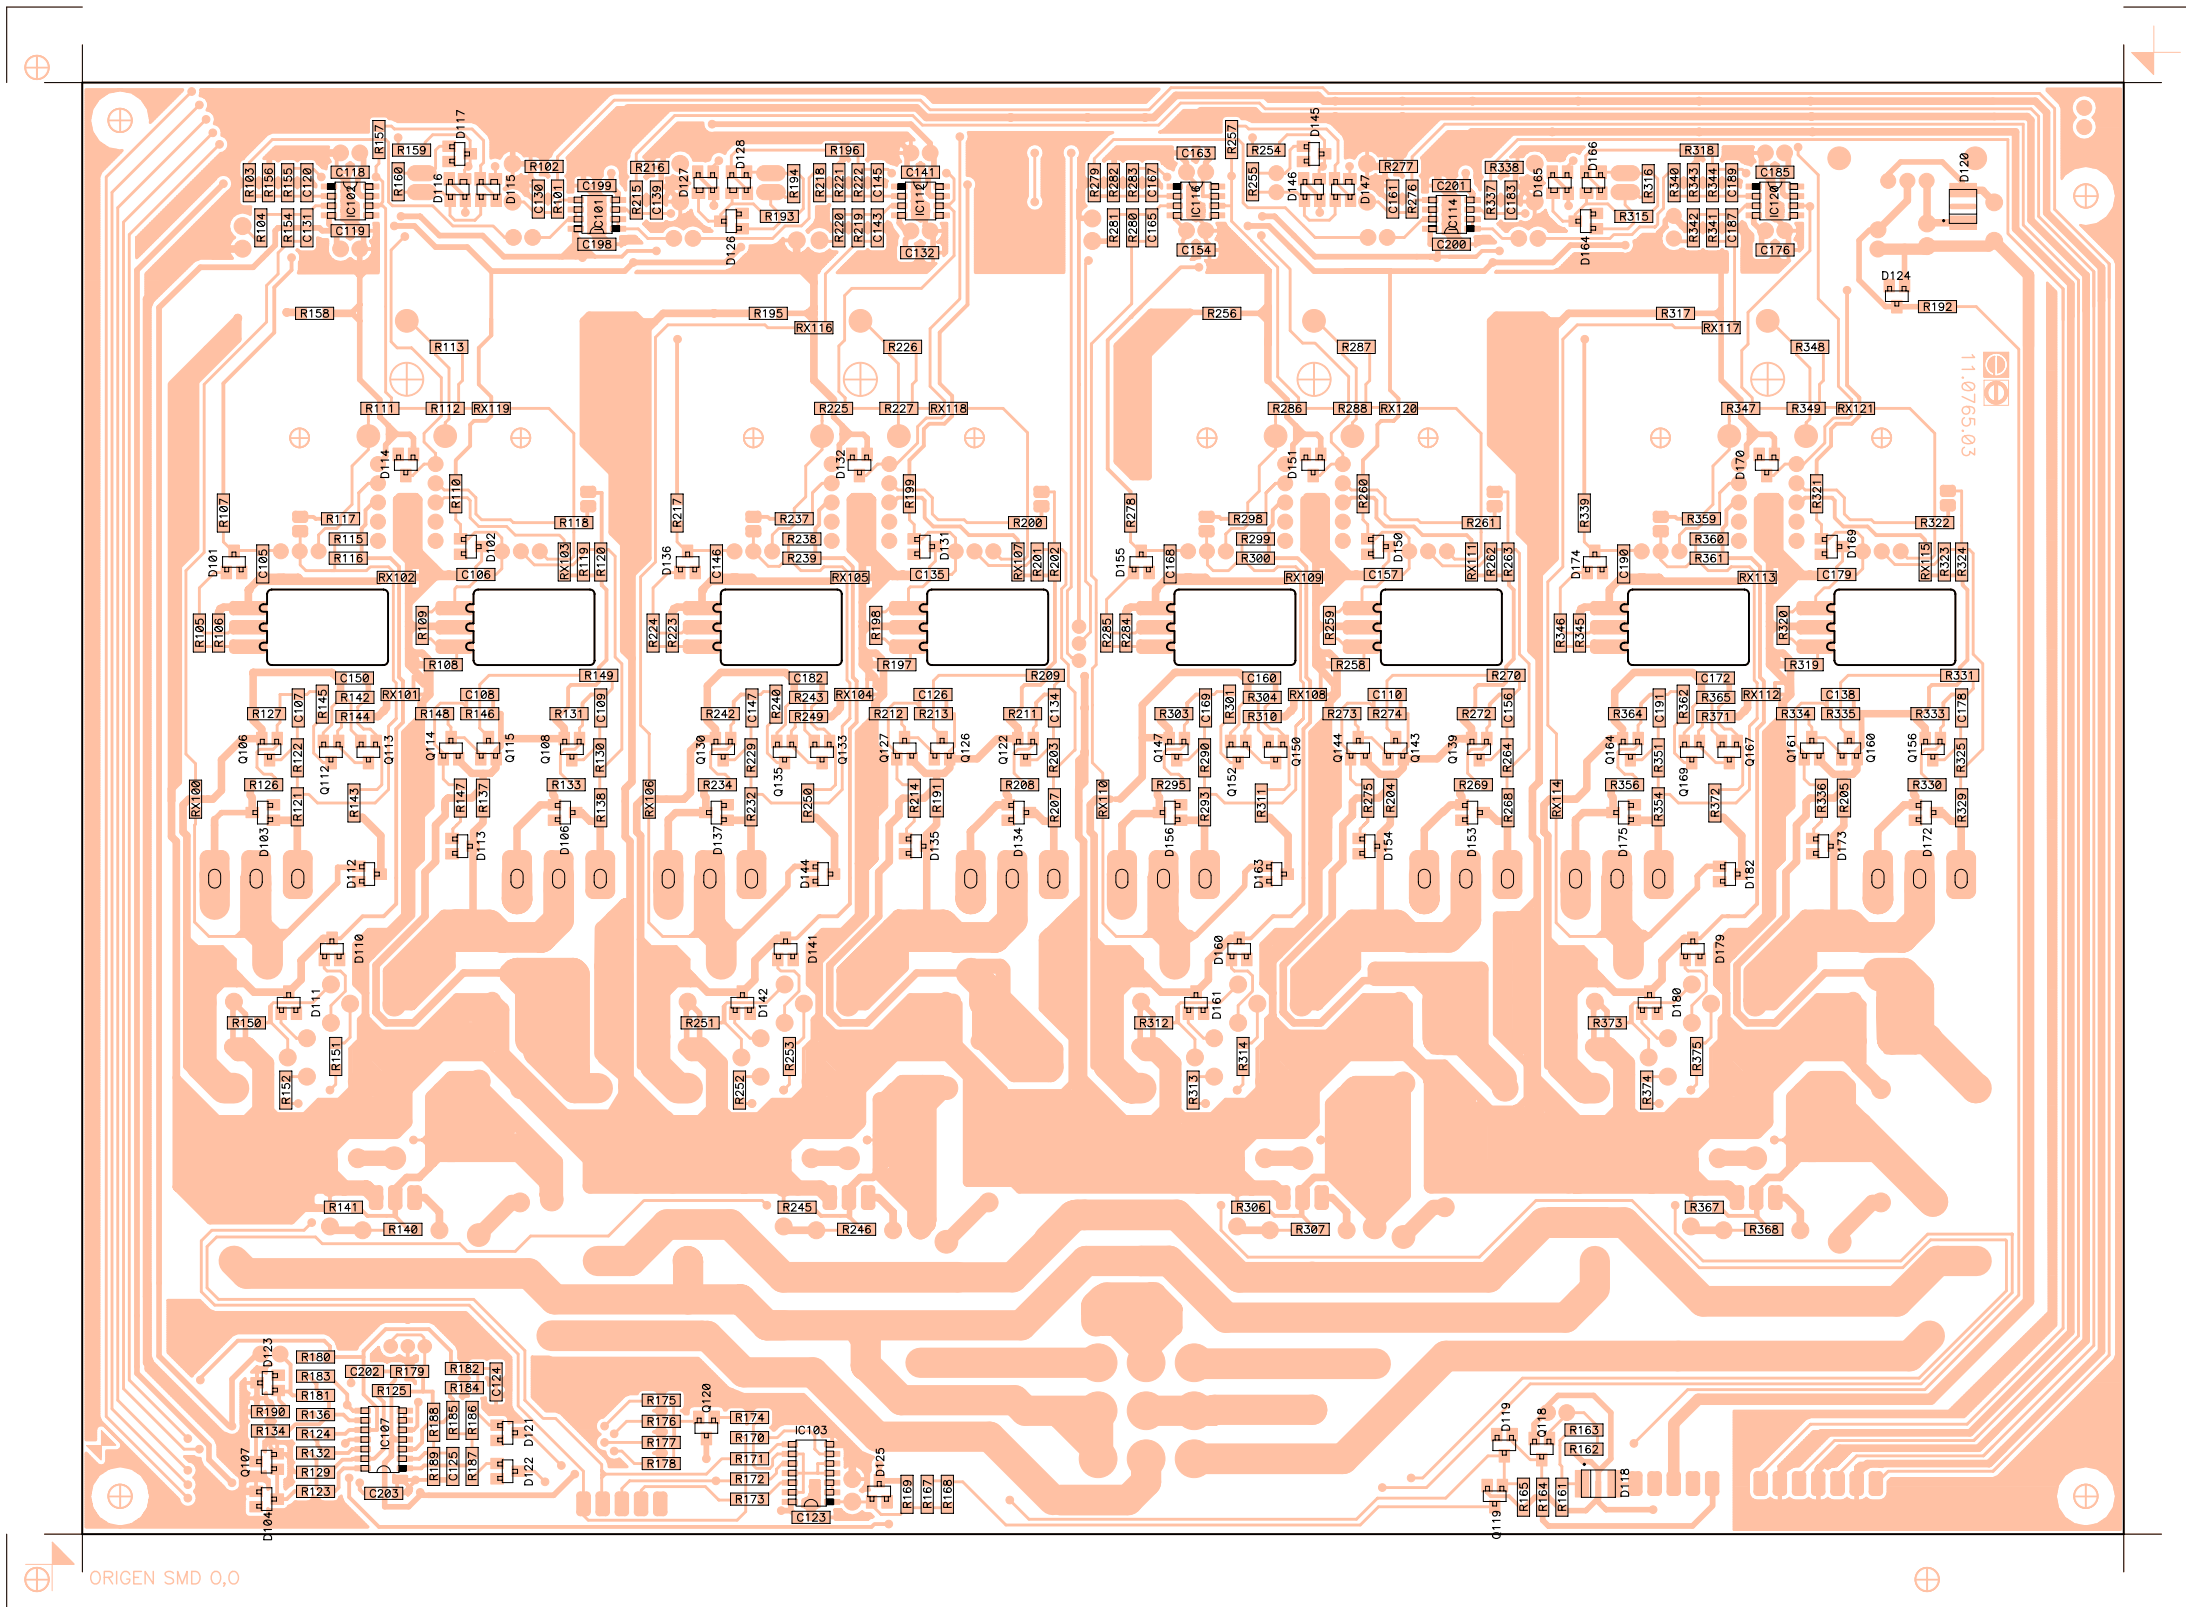 D117 D145 D120
R157 R159 R102 R216 D128 R196 C141 C163 R257 R254 R277 R338 D166 R318 C185
R103 R156 R155 C120 C118 R160 D116 D115 C130 R101 C199 R215 C139 D127 R194 R218 R221 R222 C145 R279 R282 R283 C167 R255 D146 D147 C161 R276 C201 R337 C183 D165 R316 R340 R343 R344 C189
IC102 IC101 IC112 IC116 IC114 IC120
R104 R154 C131 C119 C198 D126 R193 R220 R219 C143 C132 R281 R280 C165 C154 C200 D164 R315 R342 R341 C187 C176
D124
R158 R195 RX116 R256 R317 RX117 R192
R113 R226 R287 R348
11.0765.03
R111 R112 RX119 R225 R227 RX118 R286 R288 RX120 R347 R349 RX121
D114 D132 D151 D170
R107 R110 R217 R199 R278 R260 R339 R321
R117 R118 R237 R200 R298 R261 R359 R322
R115 R238 R299 R360
D101 C105 R116 D102 RX103 R119 R120 D136 C146 R239 D131 RX107 R201 R202 D155 C168 R300 D150 RX111 R262 R263 D174 C190 R361 D169 RX115 R323 R324
RX102 C106 RX105 C135 RX109 C157 RX113 C179
R105 R106 R109 R224 R223 R198 R285 R284 R259 R346 R345 R320
R108 R197 R258 R319
C150 R149 C182 R209 C160 R270 C172 R331
C107 R145 R142 RX101 C108 C109 C147 R240 R243 RX104 C126 C134 C169 R301 R304 RX108 C110 C156 C191 R362 R365 RX112 C138 C178
R127 R144 R148 R146 R131 R242 R249 R212 R213 R211 R303 R310 R273 R274 R272 R364 R371 R334 R335 R333
Q106 R122 Q112 Q113 Q114 Q115 Q108 R130 Q130 R229 Q135 Q133 Q127 Q126 Q122 R203 Q147 R290 Q152 Q150 Q144 Q143 Q139 R264 Q164 R351 Q169 Q167 Q161 Q160 Q156 R325
RX100 R126 R121 R143 R147 R137 R133 R138 RX106 R234 R232 R250 R214 R191 R208 R207 RX110 R295 R293 R311 R275 R204 R269 R268 RX114 R356 R354 R372 R336 R205 R330 R329
D103 D112 D113 D106 D137 D144 D135 D134 D156 D163 D154 D153 D175 D182 D173 D172
D110 D141 D160 D179
D111 D142 D161 D180
R150 R251 R312 R373
R151 R253 R314 R375
R152 R252 R313 R374
R141 R245 R306 R367
R140 R246 R307 R368
D123 R180 C202 R179 R182 C124
R183 R125 R184
R181 R175 Q120
R190 R136 R188 R185 R186 R176 R174 D119 Q118
R134 R124 IC107 D121 R177 R170 IC103 R163
Q107 R132 R189 C125 R187 D122 R178 R171 D125 R162
R129 R172 R169 R167 R168 D118
D104 R123 C203 R173 C123 Q119 R165 R164 R161
ORIGEN SMD 0,0